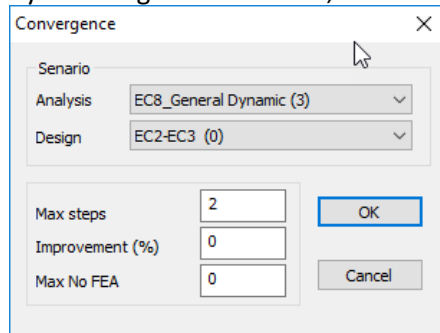 Convergence
Senario
Analysis EC8_General Dynamic (3)
Design EC2-EC3 (0)
Max steps 2
Improvement (%) 0
Max No FEA 0
OK
Cancel